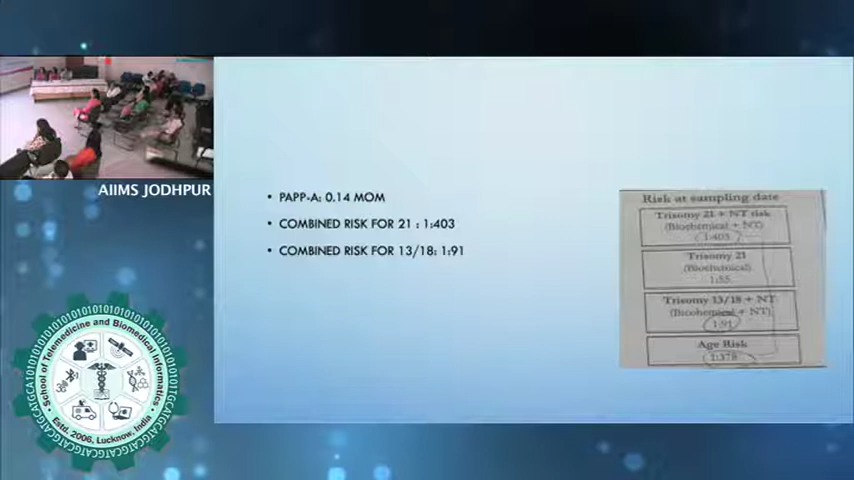 AIIMS JODHPUR
• PAPP-A: 0.14 MOM
• COMBINED RISK FOR 21 : 1:403
• COMBINED RISK FOR 13/18: 1:91
Risk at sampling date
Trisomy 21 + NT risk
(Biochemical + NT)
1:403
Trisomy 21
(Biochemical)
1:55
Trisomy 13/18 + NT
(Biochemical + NT)
1:91
Age Risk
1:378
School of Telemedicine and Biomedical Informatics
Estd. 2006, Lucknow, India